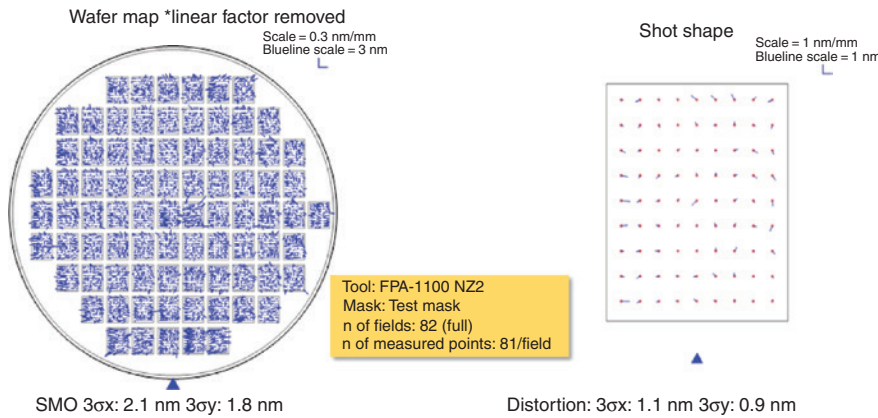 Wafer map *linear factor removed
Scale = 0.3 nm/mm
Blueline scale = 3 nm
Shot shape
Scale = 1 nm/mm
Blueline scale = 1 nm
Tool: FPA-1100 NZ2
Mask: Test mask
n of fields: 82 (full)
n of measured points: 81/field
SMO 3σx: 2.1 nm 3σy: 1.8 nm
Distortion: 3σx: 1.1 nm 3σy: 0.9 nm